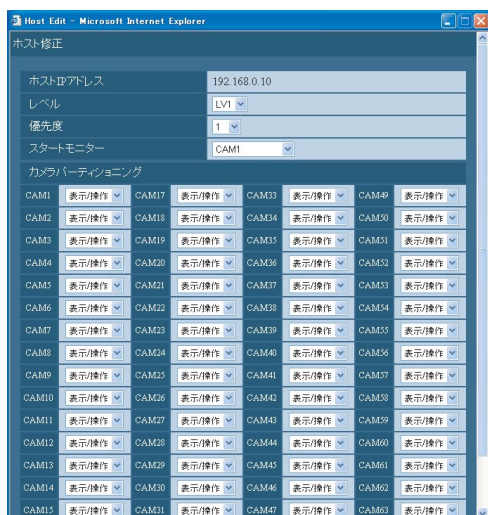 Host Edit - Microsoft Internet Explorer
ホスト修正
ホストIPアドレス 192.168.0.10
レベル LV1
優先度 1
スタートモニター CAM1
カメラパーティショニング
CAM1 表示/操作 CAM17 表示/操作 CAM33 表示/操作 CAM49 表示/操作
CAM2 表示/操作 CAM18 表示/操作 CAM34 表示/操作 CAM50 表示/操作
CAM3 表示/操作 CAM19 表示/操作 CAM35 表示/操作 CAM51 表示/操作
CAM4 表示/操作 CAM20 表示/操作 CAM36 表示/操作 CAM52 表示/操作
CAM5 表示/操作 CAM21 表示/操作 CAM37 表示/操作 CAM53 表示/操作
CAM6 表示/操作 CAM22 表示/操作 CAM38 表示/操作 CAM54 表示/操作
CAM7 表示/操作 CAM23 表示/操作 CAM39 表示/操作 CAM55 表示/操作
CAM8 表示/操作 CAM24 表示/操作 CAM40 表示/操作 CAM56 表示/操作
CAM9 表示/操作 CAM25 表示/操作 CAM41 表示/操作 CAM57 表示/操作
CAM10 表示/操作 CAM26 表示/操作 CAM42 表示/操作 CAM58 表示/操作
CAM11 表示/操作 CAM27 表示/操作 CAM43 表示/操作 CAM59 表示/操作
CAM12 表示/操作 CAM28 表示/操作 CAM44 表示/操作 CAM60 表示/操作
CAM13 表示/操作 CAM29 表示/操作 CAM45 表示/操作 CAM61 表示/操作
CAM14 表示/操作 CAM30 表示/操作 CAM46 表示/操作 CAM62 表示/操作
CAM15 表示/操作 CAM31 表示/操作 CAM47 表示/操作 CAM63 表示/操作